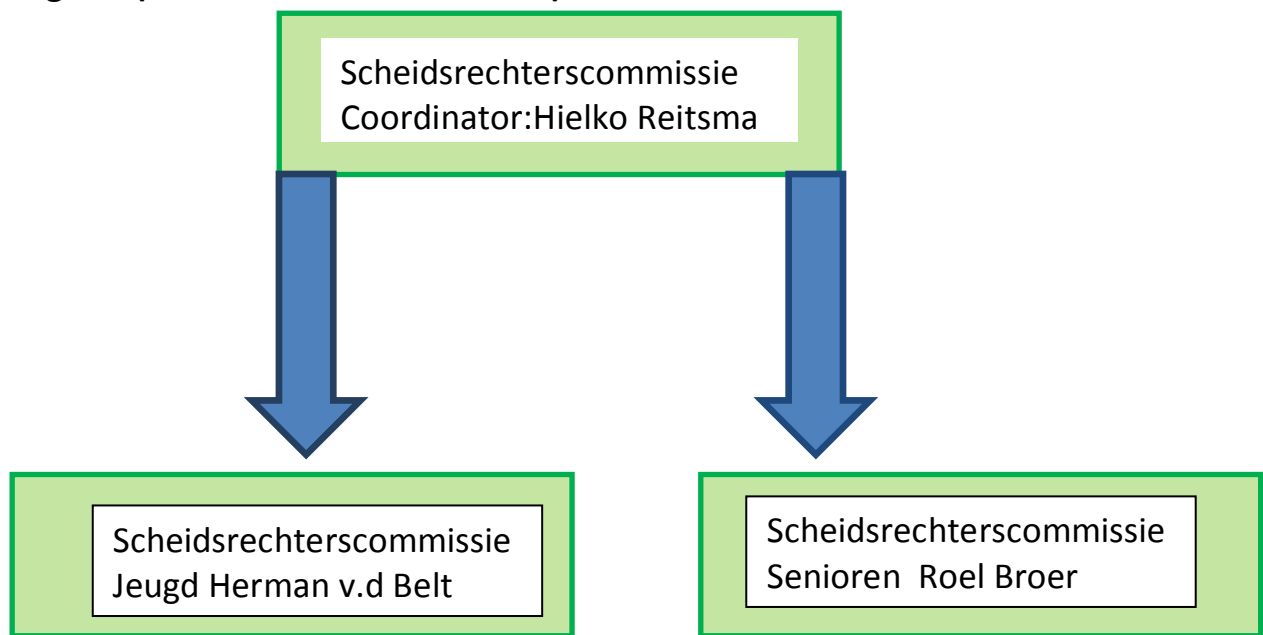 Scheidsrechterscommissie
Coordinator:Hielko Reitsma
Scheidsrechterscommissie
Jeugd Herman v.d Belt
Scheidsrechterscommissie
Senioren Roel Broer